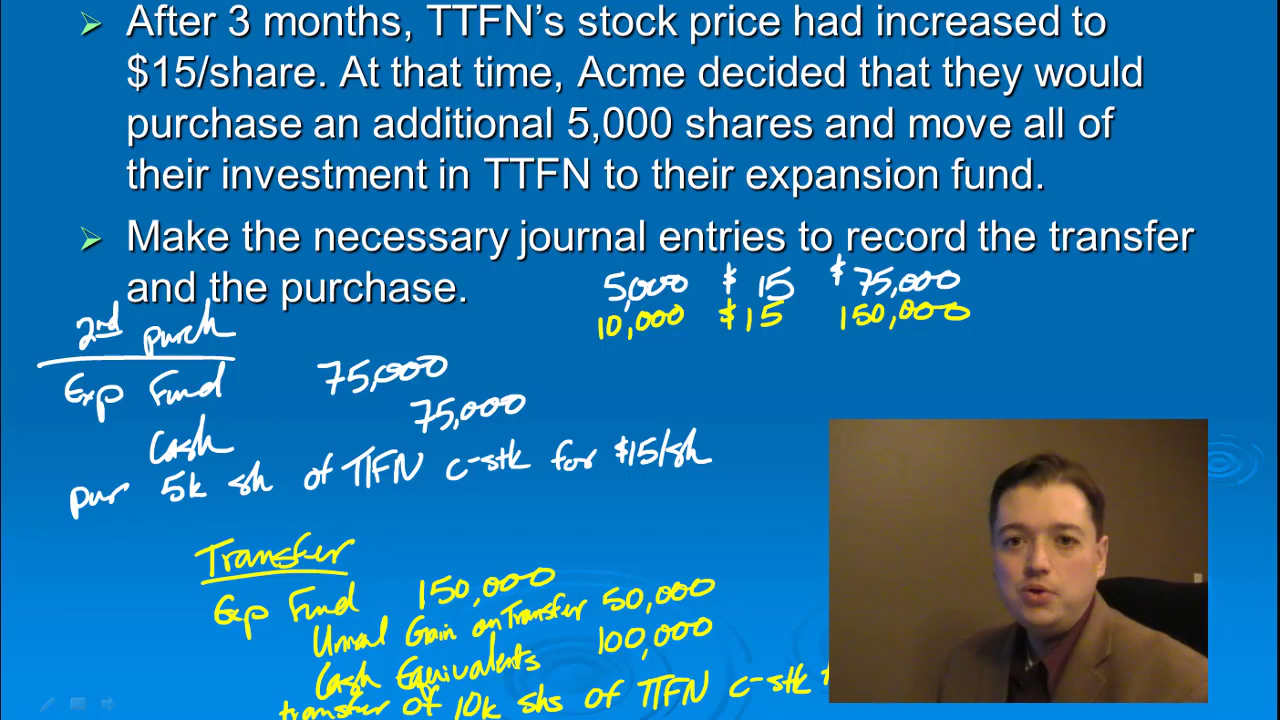 After 3 months, TTFN's stock price had increased to
$15/share. At that time, Acme decided that they would
purchase an additional 5,000 shares and move all of
their investment in TTFN to their expansion fund.
Make the necessary journal entries to record the transfer
and the purchase.
5,000 $ 15 $ 75,000
10,000 $15 150,000
2nd purch
Exp Fund 75,000
Cash 75,000
pur 5k sh of TTFN c-stk for $15/sh
Transfer
Exp Fund 150,000
Unreal Gain on Transfer 50,000
Cash Equivalents 100,000
transfer of 10k shs of TTFN c-stk